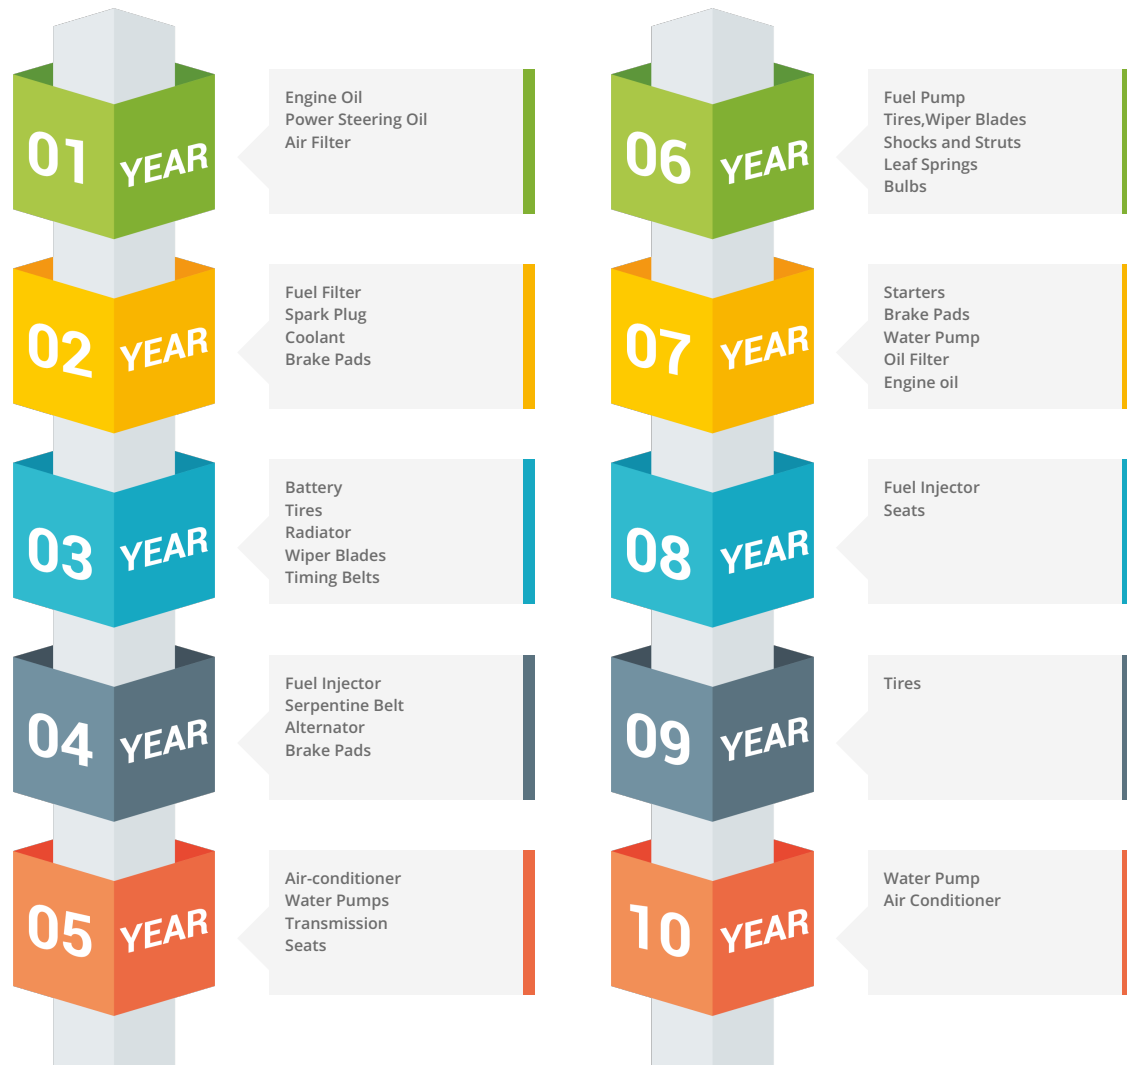 01 YEAR
Engine Oil
Power Steering Oil
Air Filter
02 YEAR
Fuel Filter
Spark Plug
Coolant
Brake Pads
03 YEAR
Battery
Tires
Radiator
Wiper Blades
Timing Belts
04 YEAR
Fuel Injector
Serpentine Belt
Alternator
Brake Pads
05 YEAR
Air-conditioner
Water Pumps
Transmission
Seats
06 YEAR
Fuel Pump
Tires,Wiper Blades
Shocks and Struts
Leaf Springs
Bulbs
07 YEAR
Starters
Brake Pads
Water Pump
Oil Filter
Engine oil
08 YEAR
Fuel Injector
Seats
09 YEAR
Tires
10 YEAR
Water Pump
Air Conditioner